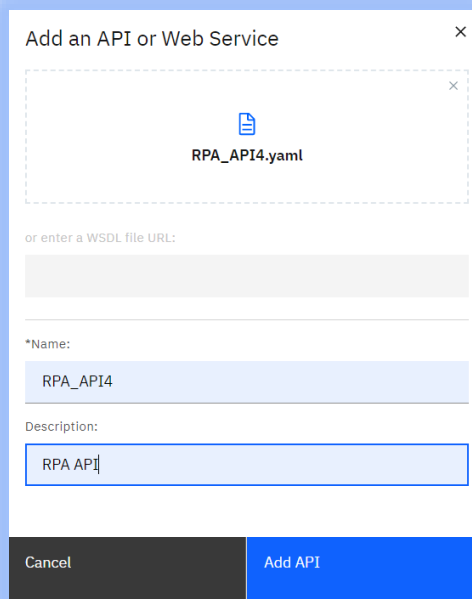 Add an API or Web Service
RPA_API4.yaml
or enter a WSDL file URL:
*Name:
RPA_API4
Description:
RPA API
Cancel
Add API